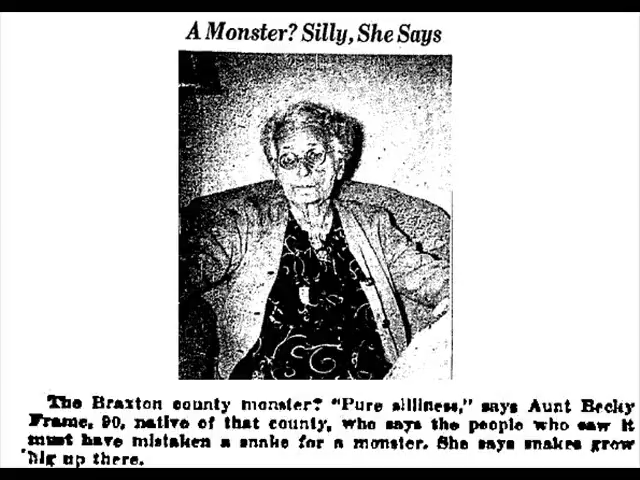 A Monster? Silly, She Says
The Braxton county monster? "Pure silliness," says Aunt Becky
Frame, 90, native of that county, who says the people who saw it
must have mistaken a snake for a monster. She says snakes grow
big up there.